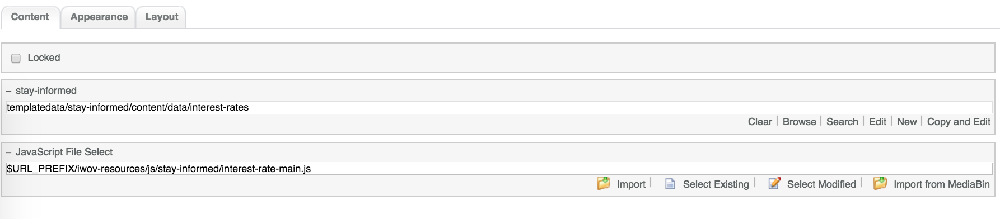 Content Appearance Layout
Locked
– stay-informed
templatedata/stay-informed/content/data/interest-rates
Clear | Browse | Search | Edit | New | Copy and Edit
– JavaScript File Select
$URL_PREFIX/iwov-resources/js/stay-informed/interest-rate-main.js
Import | Select Existing | Select Modified | Import from MediaBin